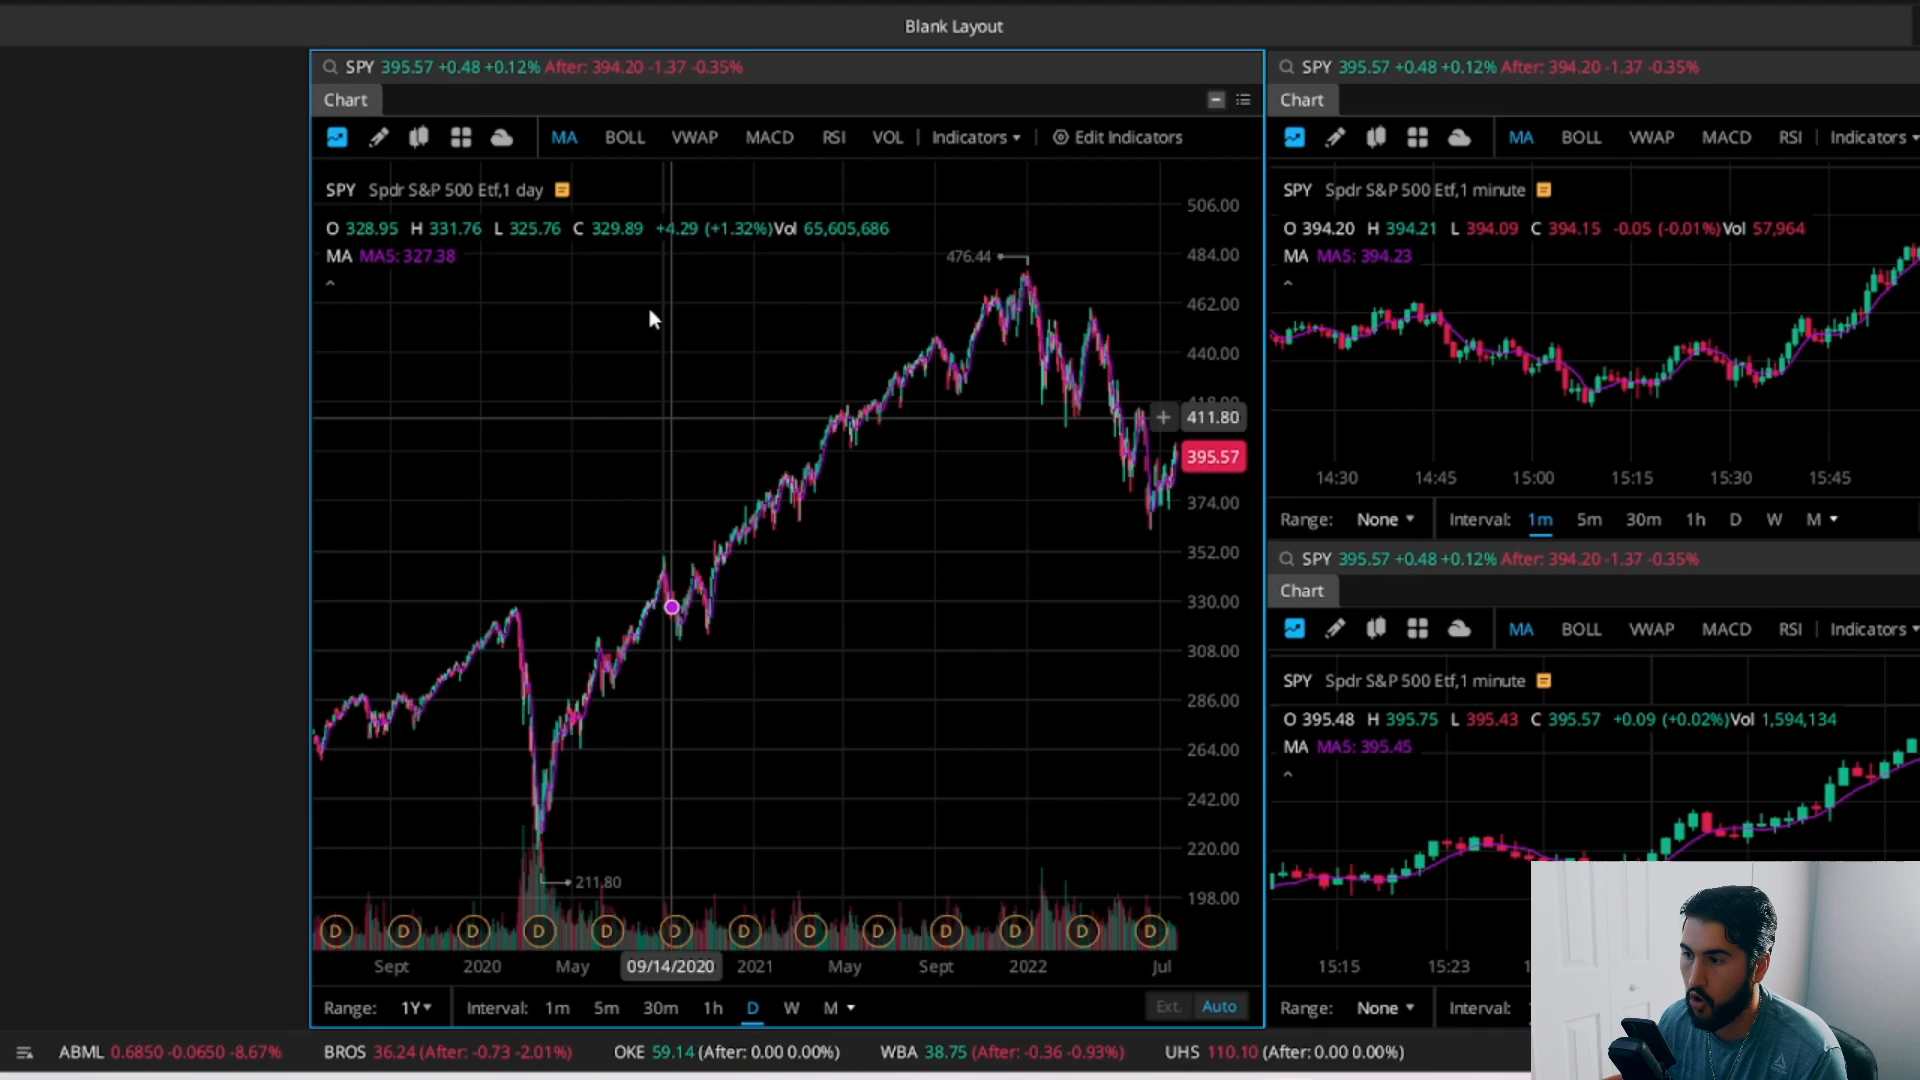 Blank Layout
SPY 395.57 +0.48 +0.12% After: 394.20 -1.37 -0.35%
Chart
MA BOLL VWAP MACD RSI VOL Indicators Edit Indicators
SPY Spdr S&P 500 Etf,1 day
O 328.95 H 331.76 L 325.76 C 329.89 +4.29 (+1.32%)Vol 65,605,686
MA MA5: 327.38
476.44
211.80
506.00
484.00
462.00
440.00
418.00
411.80
395.57
374.00
352.00
330.00
308.00
286.00
264.00
242.00
220.00
198.00
D D D D D D D D D D D D D
Sept 2020 May 09/14/2020 2021 May Sept 2022 Jul
Range: 1Y Interval: 1m 5m 30m 1h D W M Ext. Auto
SPY 395.57 +0.48 +0.12% After: 394.20 -1.37 -0.35%
Chart
MA BOLL VWAP MACD RSI Indicators
SPY Spdr S&P 500 Etf,1 minute
O 394.20 H 394.21 L 394.09 C 394.15 -0.05 (-0.01%)Vol 57,964
MA MA5: 394.23
14:30 14:45 15:00 15:15 15:30 15:45
Range: None Interval: 1m 5m 30m 1h D W M
SPY 395.57 +0.48 +0.12% After: 394.20 -1.37 -0.35%
Chart
MA BOLL VWAP MACD RSI Indicators
SPY Spdr S&P 500 Etf,1 minute
O 395.48 H 395.75 L 395.43 C 395.57 +0.09 (+0.02%)Vol 1,594,134
MA MA5: 395.45
15:15 15:23
Range: None Interval:
ABML 0.6850 -0.0650 -8.67% BROS 36.24 (After: -0.73 -2.01%) OKE 59.14 (After: 0.00 0.00%) WBA 38.75 (After: -0.36 -0.93%) UHS 110.10 (After: 0.00 0.00%)